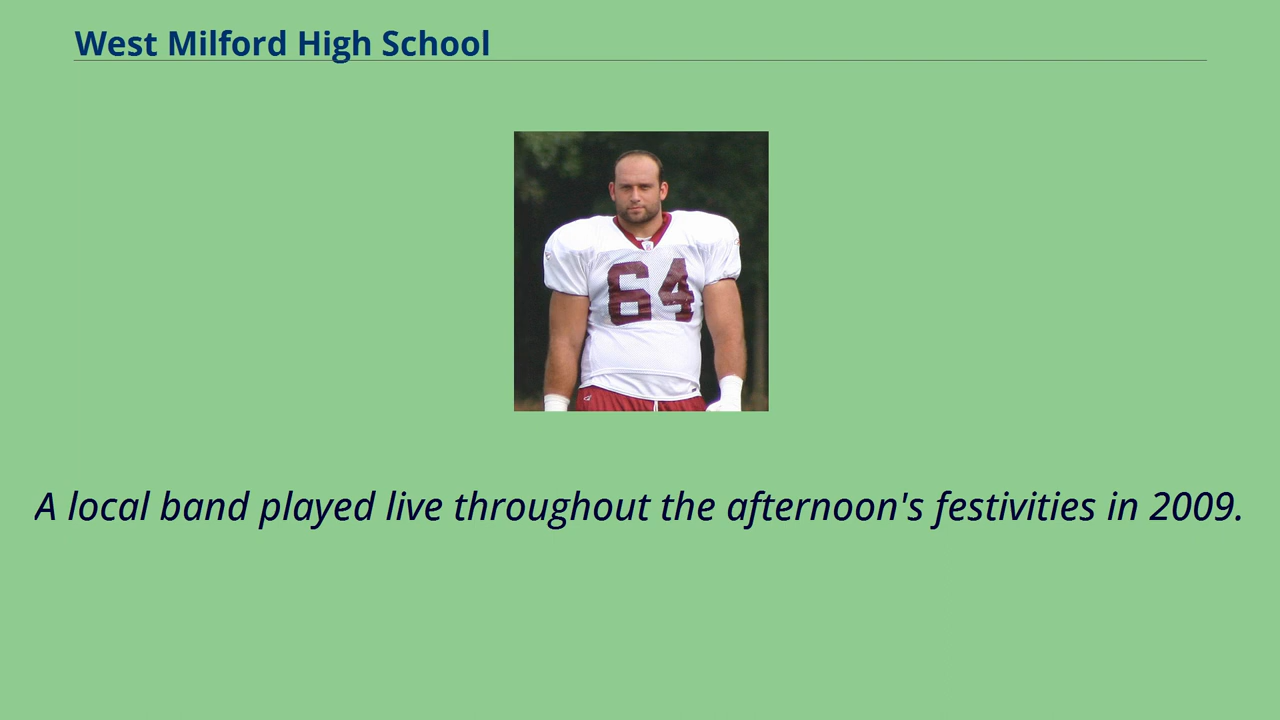 West Milford High School
64
A local band played live throughout the afternoon's festivities in 2009.